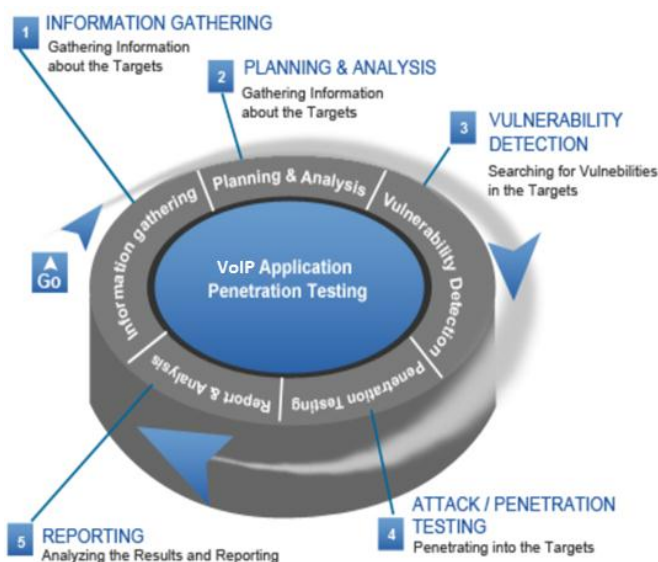 1 INFORMATION GATHERING
Gathering Information
about the Targets
2 PLANNING & ANALYSIS
Gathering Information
about the Targets
3 VULNERABILITY
DETECTION
Searching for Vulnebilities
in the Targets
Go
Information gathering
Planning & Analysis
Vulnerability Detection
Penetration Testing
Report & Analysis
VoIP Application
Penetration Testing
4 ATTACK / PENETRATION
TESTING
Penetrating into the Targets
5 REPORTING
Analyzing the Results and Reporting